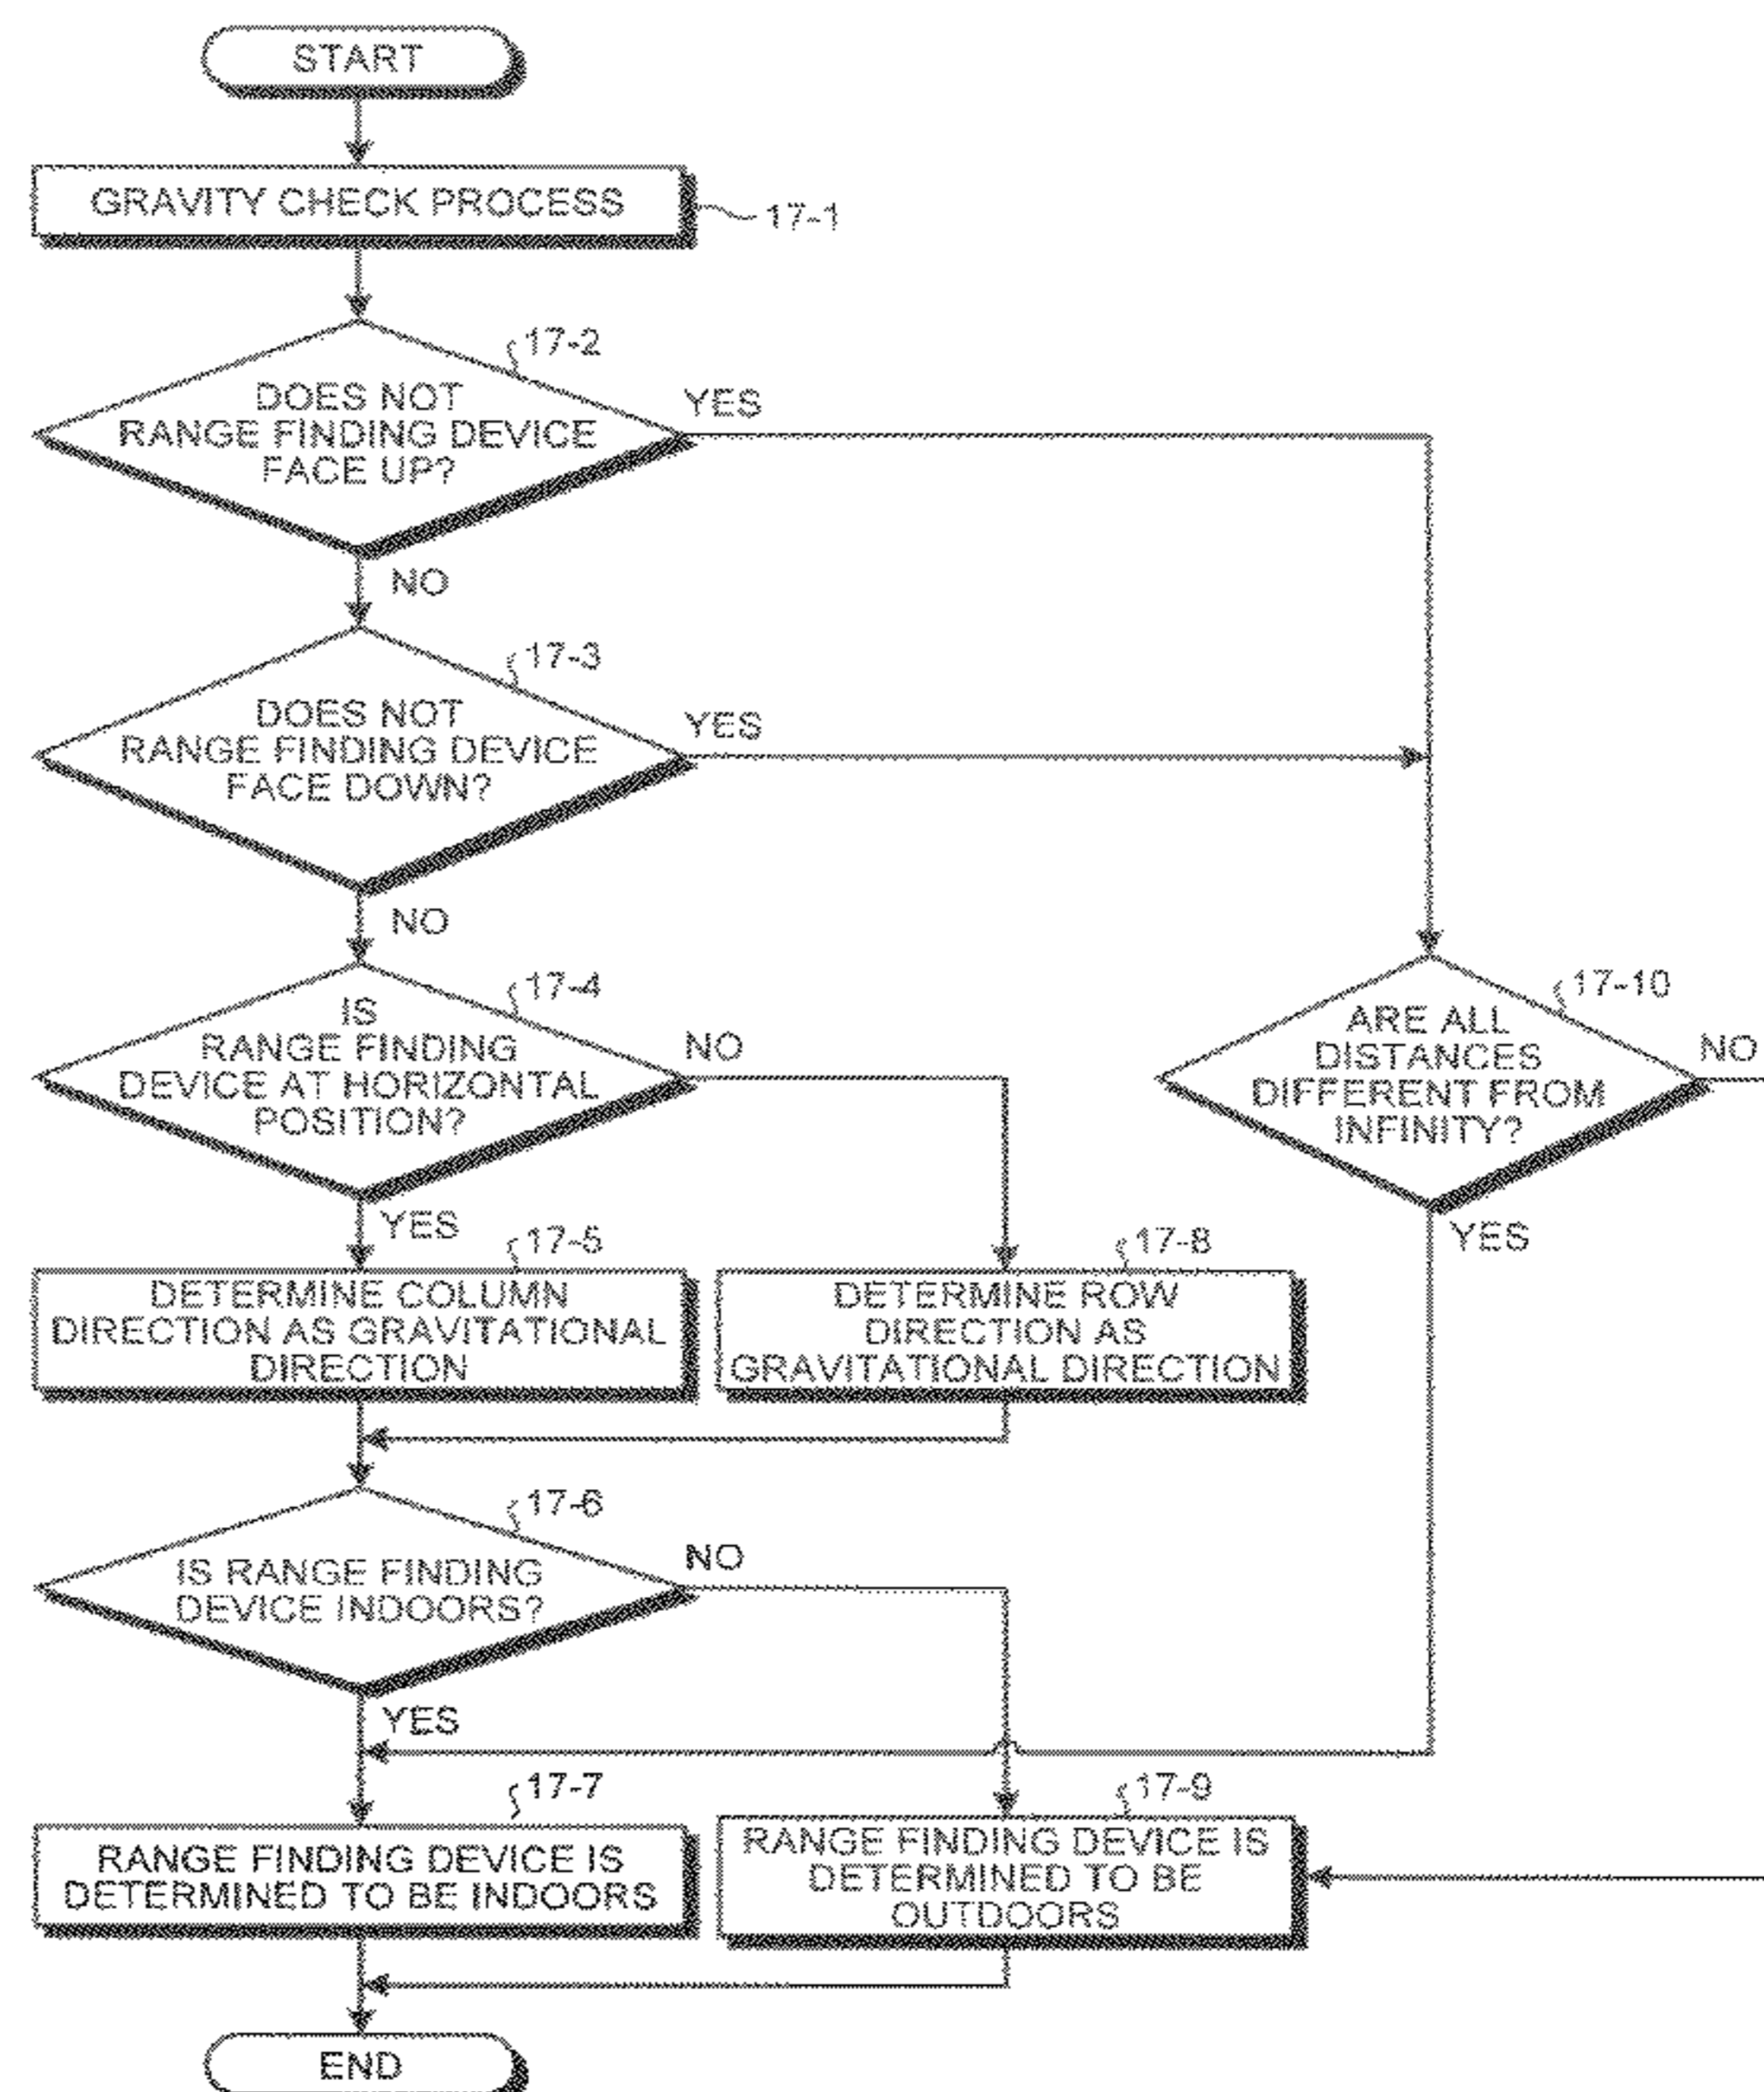 START
GRAVITY CHECK PROCESS
17-1
17-2
DOES NOT
RANGE FINDING DEVICE
FACE UP?
YES
NO
17-3
DOES NOT
RANGE FINDING DEVICE
FACE DOWN?
YES
NO
17-4
IS
RANGE FINDING
DEVICE AT HORIZONTAL
POSITION?
NO
YES
17-10
ARE ALL
DISTANCES
DIFFERENT FROM
INFINITY?
NO
YES
17-5
DETERMINE COLUMN
DIRECTION AS GRAVITATIONAL
DIRECTION
17-8
DETERMINE ROW
DIRECTION AS
GRAVITATIONAL DIRECTION
17-6
IS RANGE FINDING
DEVICE INDOORS?
NO
YES
17-7
RANGE FINDING DEVICE IS
DETERMINED TO BE INDOORS
17-9
RANGE FINDING DEVICE IS
DETERMINED TO BE
OUTDOORS
END